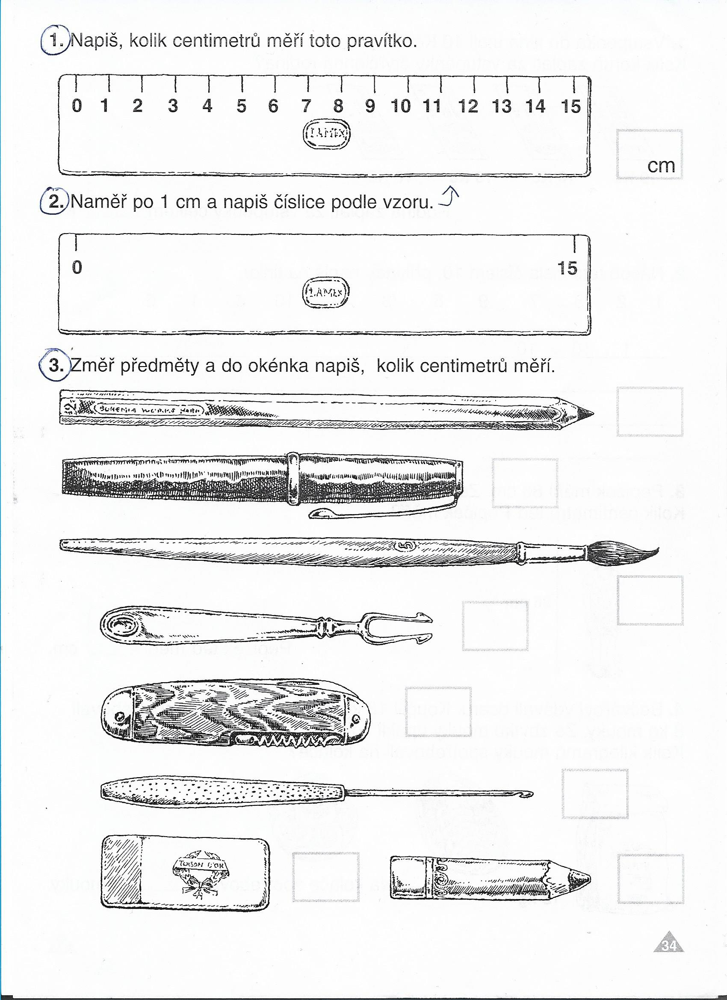 1. Napiš, kolik centimetrů měří toto pravítko.
0 1 2 3 4 5 6 7 8 9 10 11 12 13 14 15
LAMEX
cm
2. Naměř po 1 cm a napiš číslice podle vzoru.
0 15
LAMEX
3. Změř předměty a do okénka napiš, kolik centimetrů měří.
2 BOHEMIA WORKS HARD
5
TOISON D'OR
34